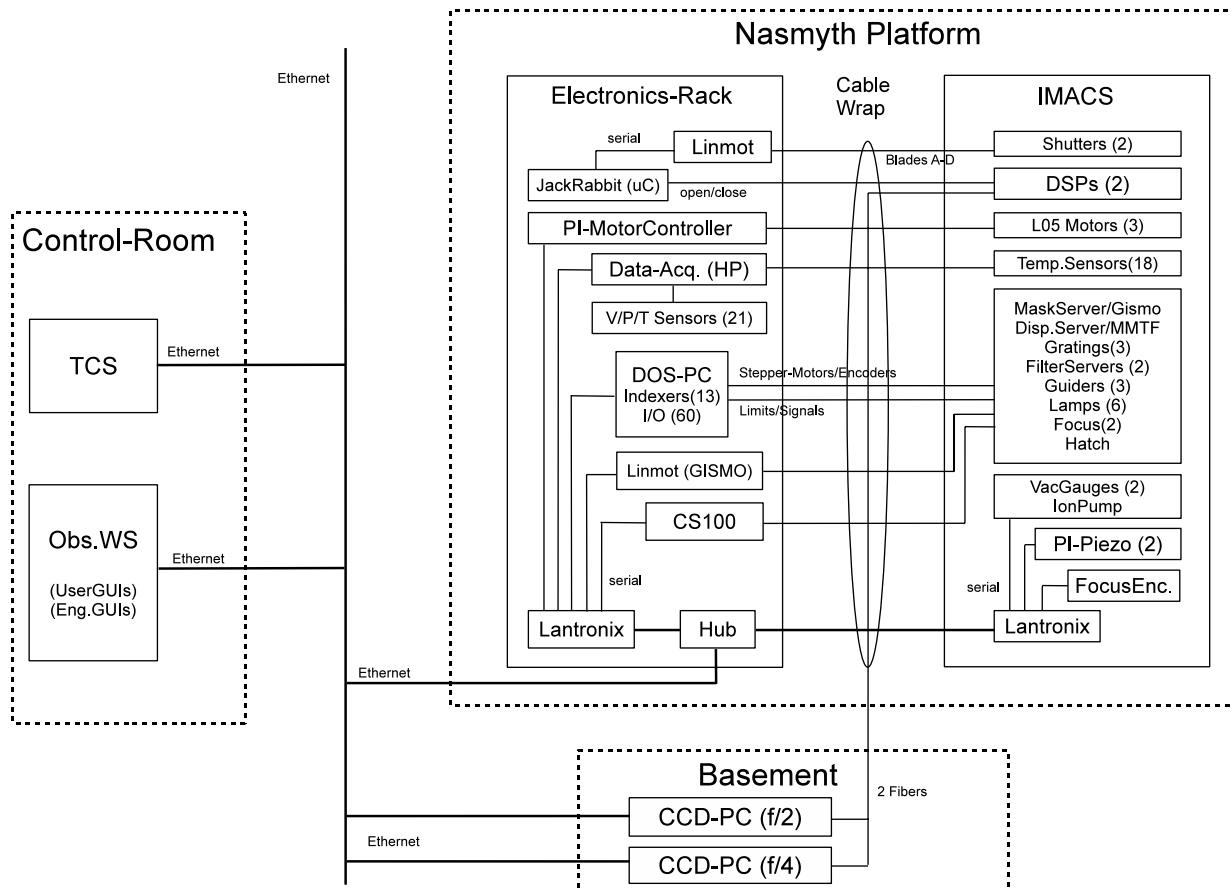 Nasmyth Platform
Ethernet
Electronics-Rack
Cable
Wrap
IMACS
serial
Linmot
Blades A-D
Shutters (2)
JackRabbit (uC)
open/close
DSPs (2)
Control-Room
PI-MotorController
L05 Motors (3)
Data-Acq. (HP)
Temp.Sensors(18)
V/P/T Sensors (21)
MaskServer/Gismo
Disp.Server/MMTF
Gratings(3)
FilterServers (2)
Guiders (3)
Lamps (6)
Focus(2)
Hatch
TCS
Ethernet
DOS-PC
Indexers(13)
I/O (60)
Stepper-Motors/Encoders
Limits/Signals
Linmot (GISMO)
VacGauges (2)
IonPump
CS100
Obs.WS
(UserGUIs)
(Eng.GUIs)
Ethernet
PI-Piezo (2)
serial
serial
FocusEnc.
Lantronix
Hub
Lantronix
Ethernet
Basement
2 Fibers
CCD-PC (f/2)
Ethernet
CCD-PC (f/4)